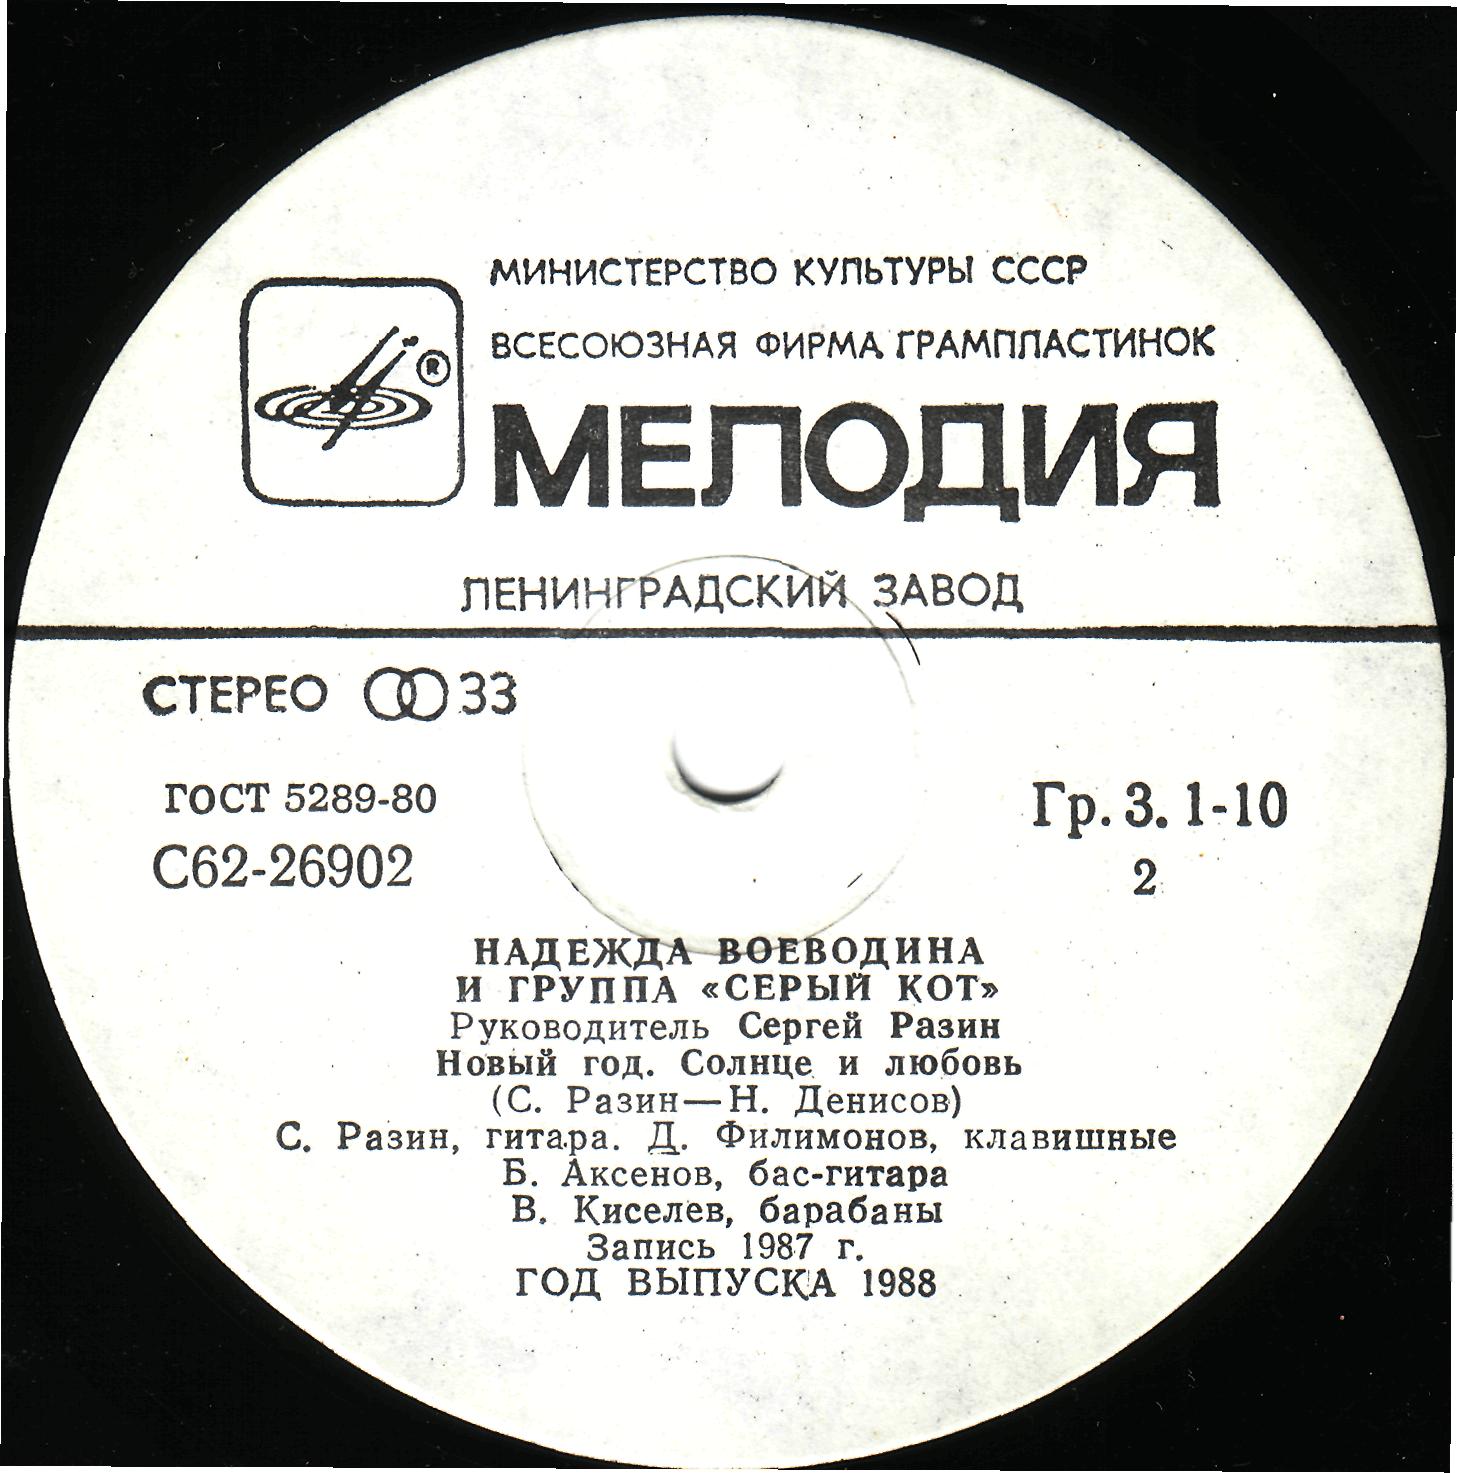 МИНИСТЕРСТВО КУЛЬТУРЫ СССР
ВСЕСОЮЗНАЯ ФИРМА ГРАМПЛАСТИНОК
®
МЕЛОДИЯ
ЛЕНИНГРАДСКИЙ ЗАВОД
СТЕРЕО 33
ГОСТ 5289-80
Гр. 3. 1-10
С62-26902
2
НАДЕЖДА ВОЕВОДИНА
И ГРУППА «СЕРЫЙ КОТ»
Руководитель Сергей Разин
Новый год. Солнце и любовь
(С. Разин—Н. Денисов)
С. Разин, гитара. Д. Филимонов, клавишные
Б. Аксенов, бас-гитара
В. Киселев, барабаны
Запись 1987 г.
ГОД ВЫПУСКА 1988